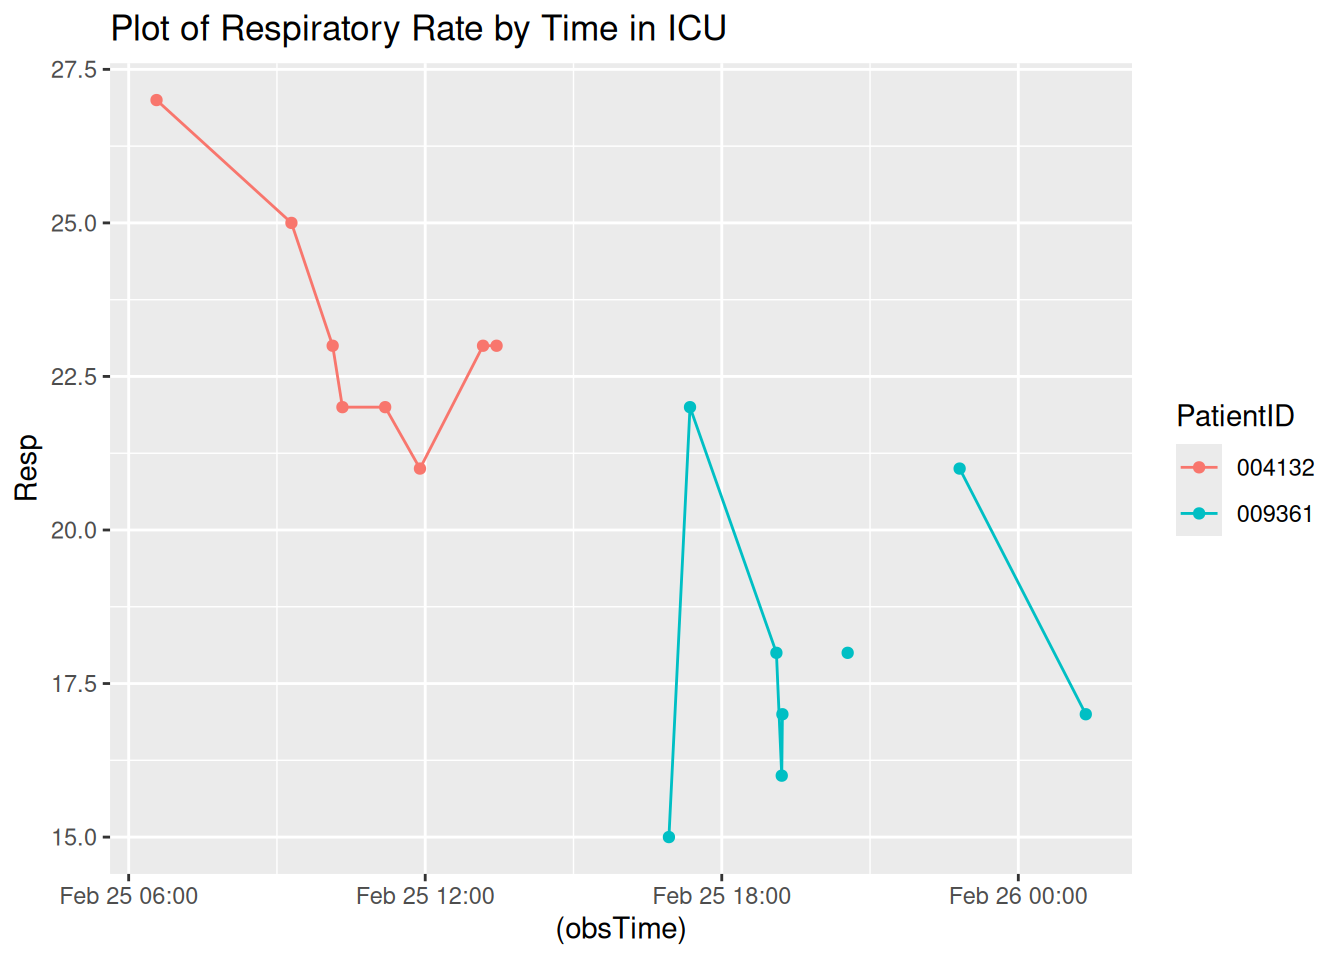 Plot of Respiratory Rate by Time in ICU
27.5
25.0
22.5
20.0
17.5
15.0
Resp
Feb 25 06:00
Feb 25 12:00
Feb 25 18:00
Feb 26 00:00
(obsTime)
PatientID
004132
009361